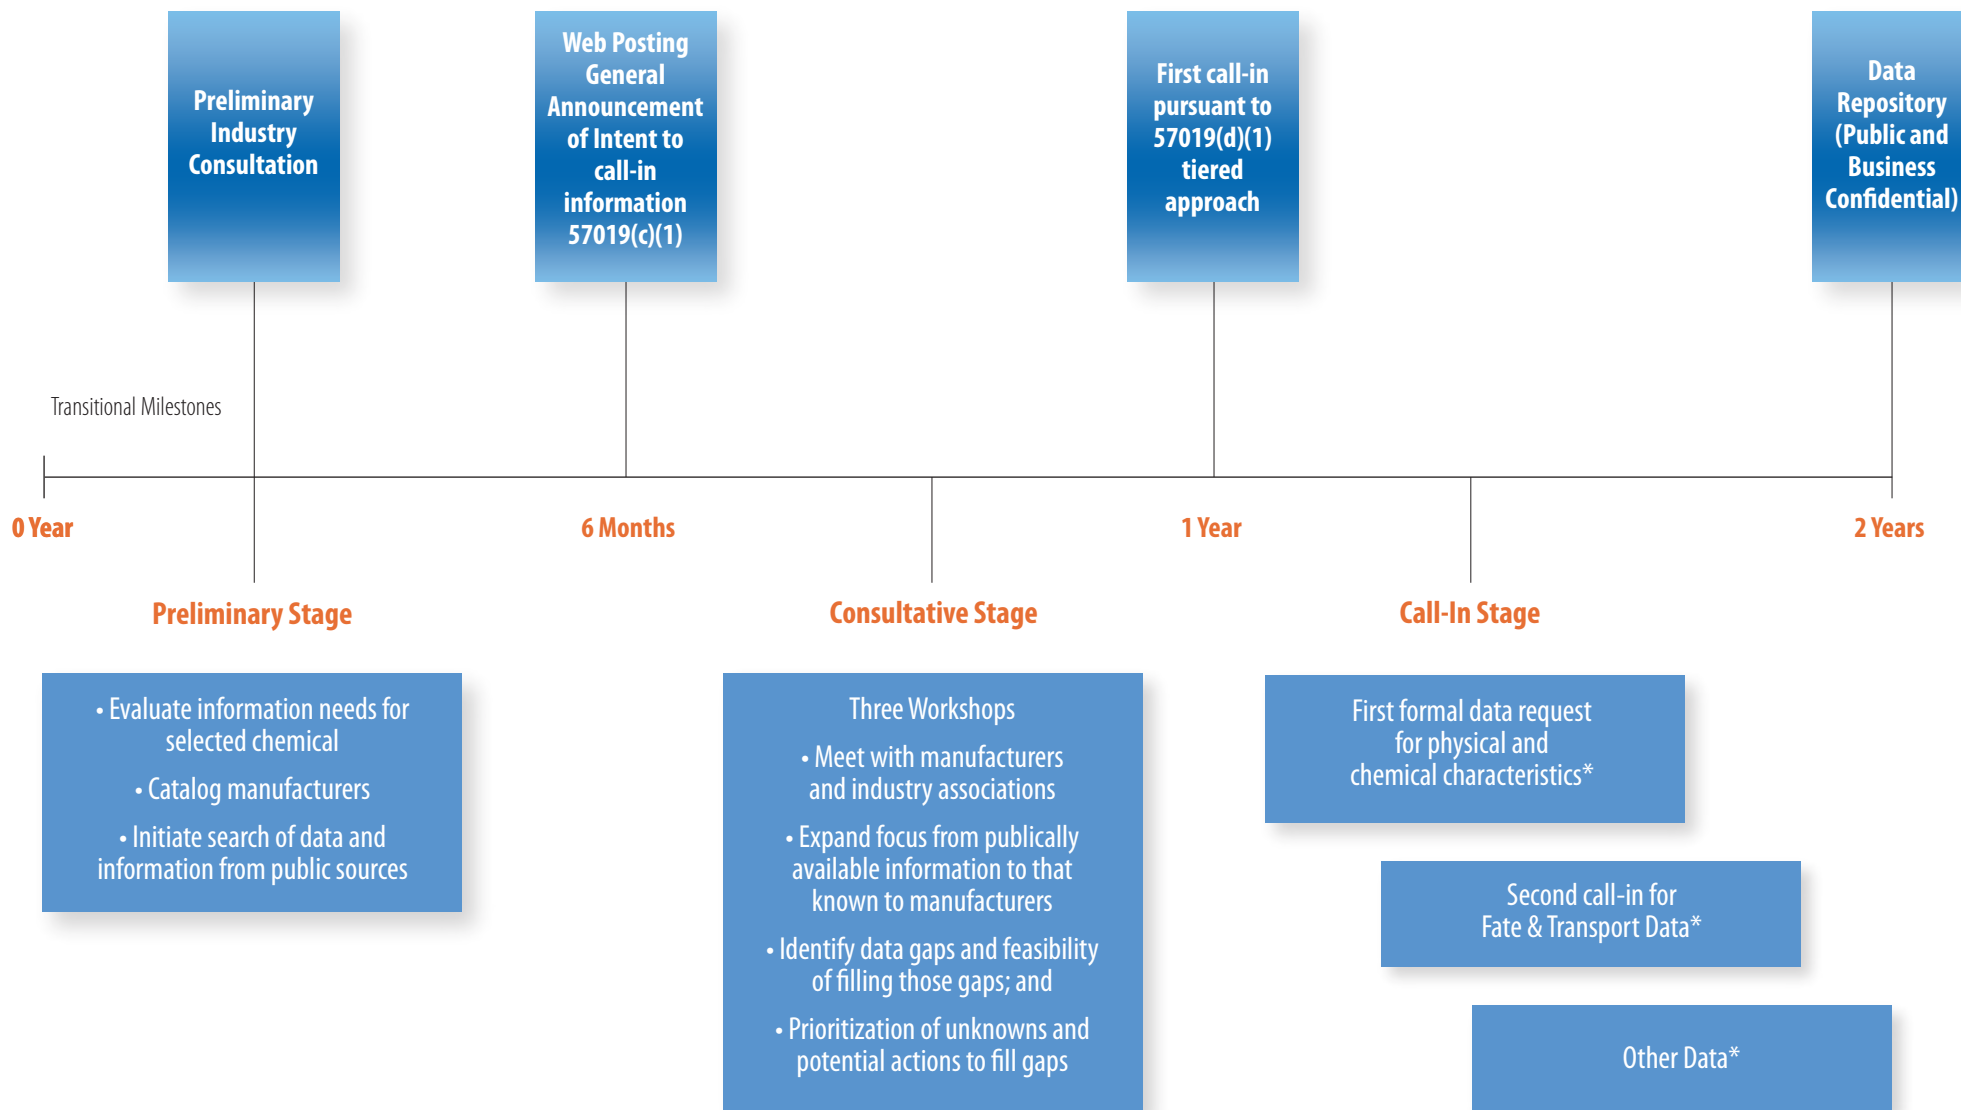 Preliminary
Industry
Consultation
Web Posting
General
Announcement
of Intent to
call-in
information
57019(c)(1)
First call-in
pursuant to
57019(d)(1)
tiered
approach
Data
Repository
(Public and
Business
Confidential)
Transitional Milestones
0 Year
6 Months
1 Year
2 Years
Preliminary Stage
• Evaluate information needs for
selected chemical
• Catalog manufacturers
• Initiate search of data and
information from public sources
Consultative Stage
Three Workshops
• Meet with manufacturers
and industry associations
• Expand focus from publically
available information to that
known to manufacturers
• Identify data gaps and feasibility
of filling those gaps; and
• Prioritization of unknowns and
potential actions to fill gaps
Call-In Stage
First formal data request
for physical and
chemical characteristics*
Second call-in for
Fate & Transport Data*
Other Data*